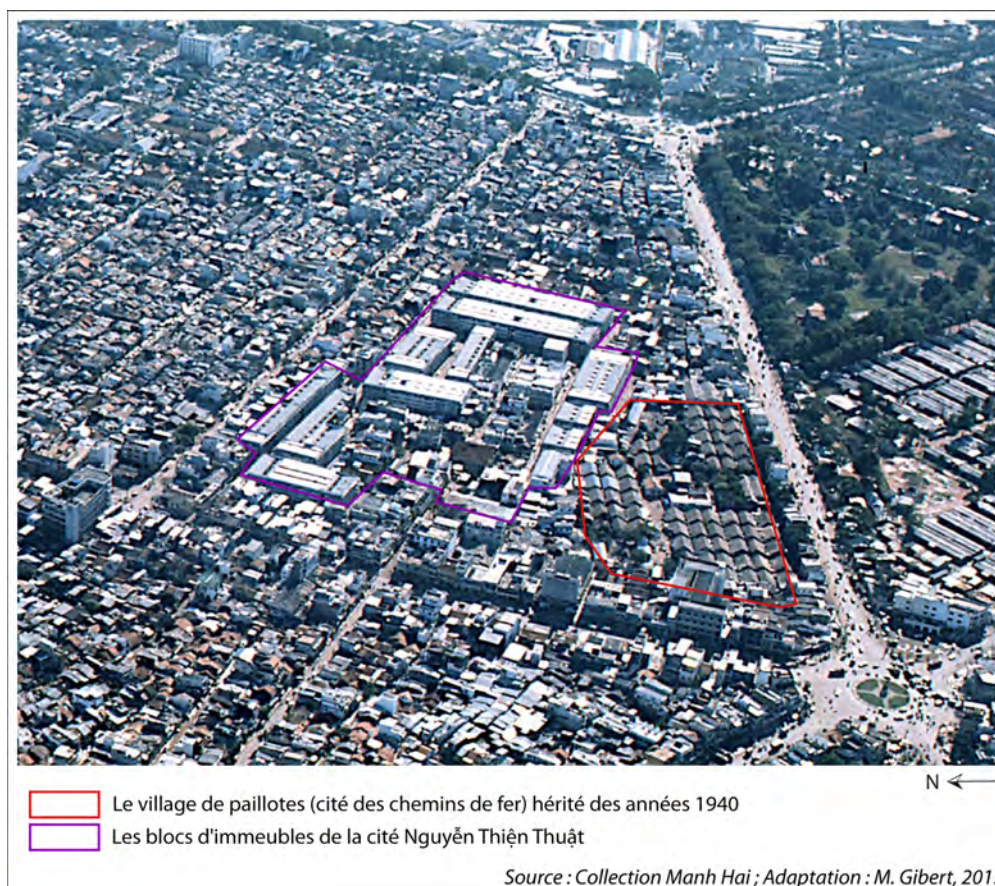 N
Le village de paillotes (cité des chemins de fer) hérité des années 1940
Les blocs d'immeubles de la cité Nguyễn Thiện Thuật
Source : Collection Manh Hai ; Adaptation : M. Gibert, 201